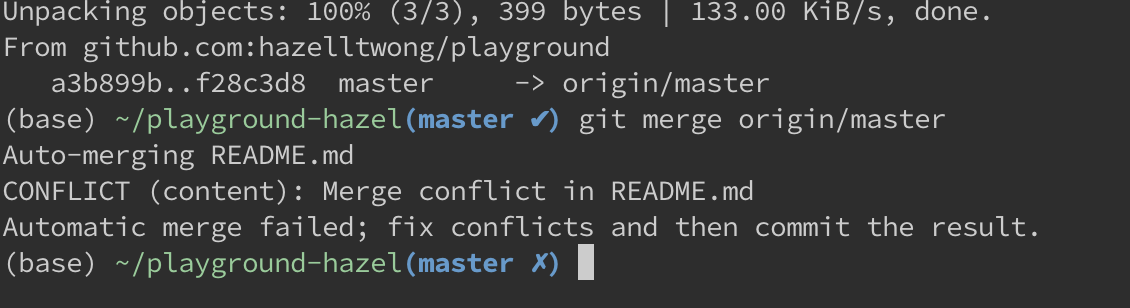 Unpacking objects: 100% (3/3), 399 bytes | 133.00 KiB/s, done.
From github.com:hazelltwong/playground
   a3b899b..f28c3d8  master     -> origin/master
(base) ~/playground-hazel(master ✔) git merge origin/master
Auto-merging README.md
CONFLICT (content): Merge conflict in README.md
Automatic merge failed; fix conflicts and then commit the result.
(base) ~/playground-hazel(master ✗)